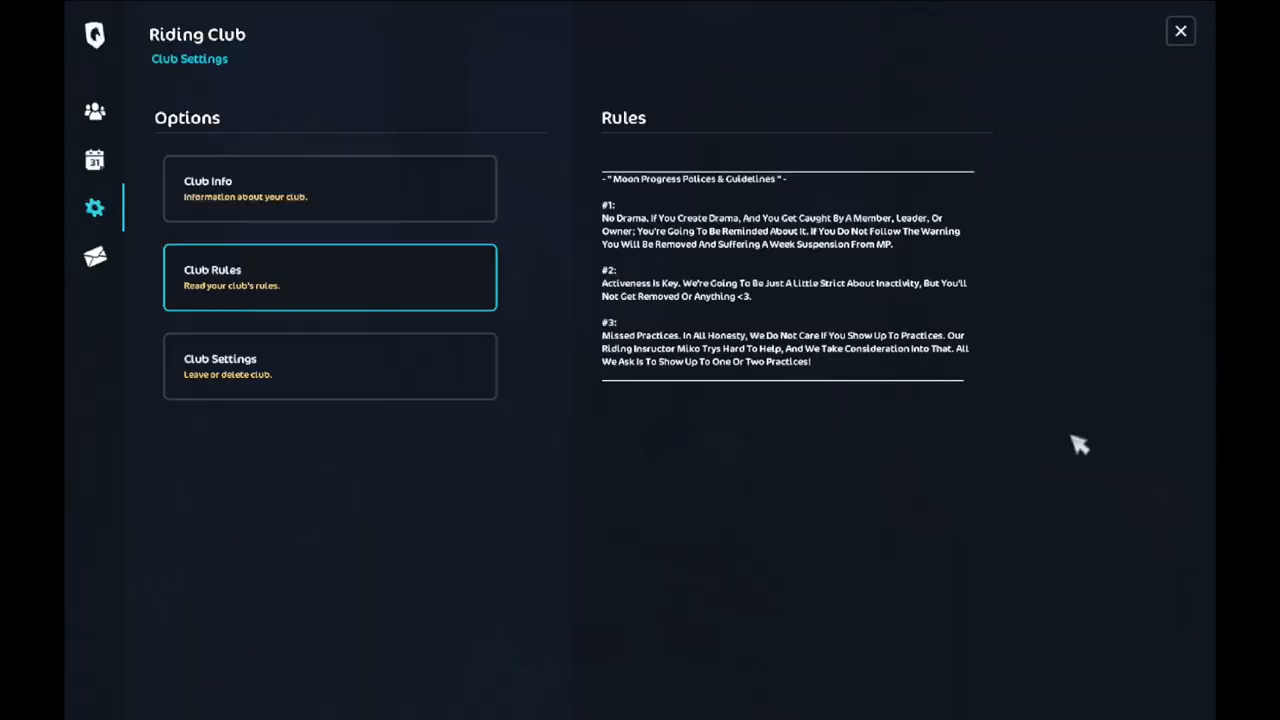 Riding Club
Club Settings
Options
Club Info
Information about your club.
31
Club Rules
Read your club's rules.
Club Settings
Leave or delete club.
Rules
- " Moon Progress Polices & Guidelines " -
#1:
No Drama. If You Create Drama, And You Get Caught By A Member, Leader, Or
Owner; You're Going To Be Reminded About It. If You Do Not Follow The Warning
You Will Be Removed And Suffering A Week Suspension From MP.
#2:
Activeness Is Key. We're Going To Be Just A Little Strict About Inactivity, But You'll
Not Get Removed Or Anything <3.
#3:
Missed Practices. In All Honesty, We Do Not Care If You Show Up To Practices. Our
Riding Insructor Miko Trys Hard To Help, And We Take Consideration Into That. All
We Ask Is To Show Up To One Or Two Practices!